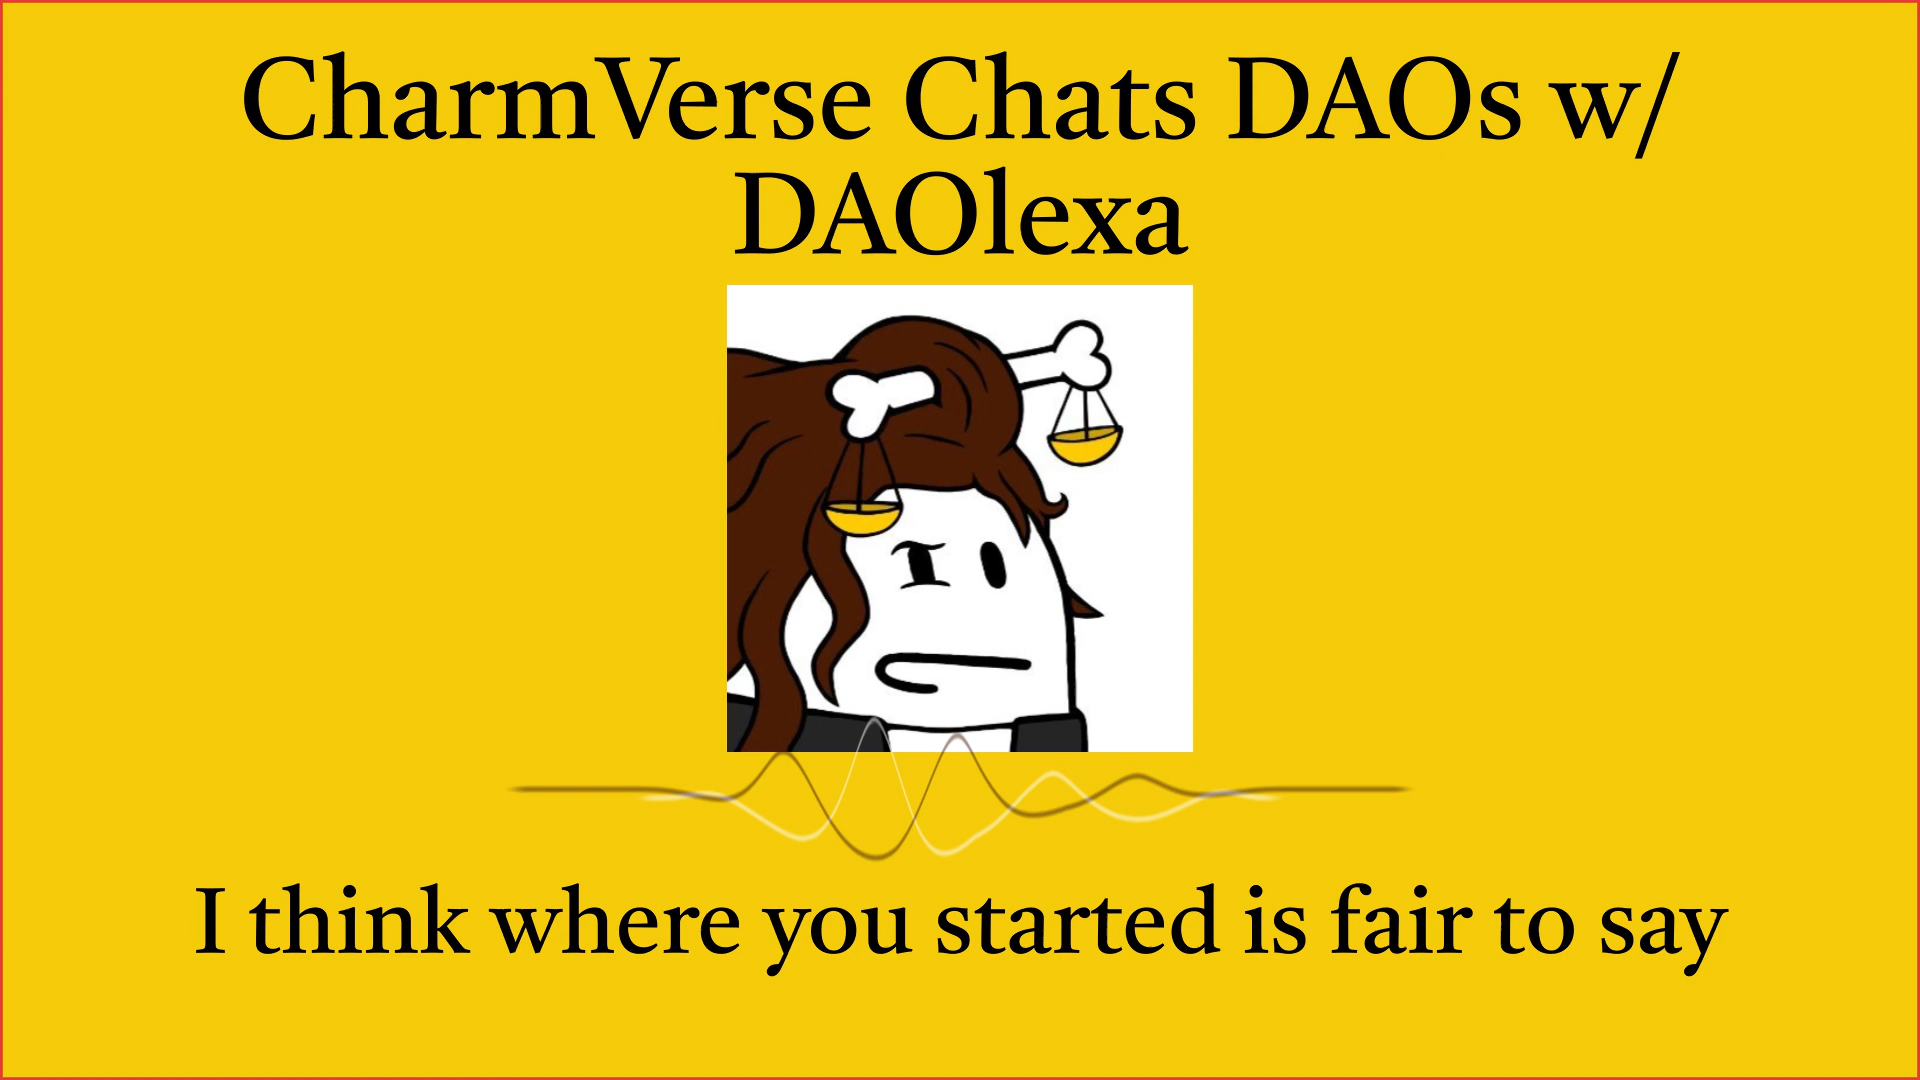 CharmVerse Chats DAOs w/
DAOlexa
I think where you started is fair to say